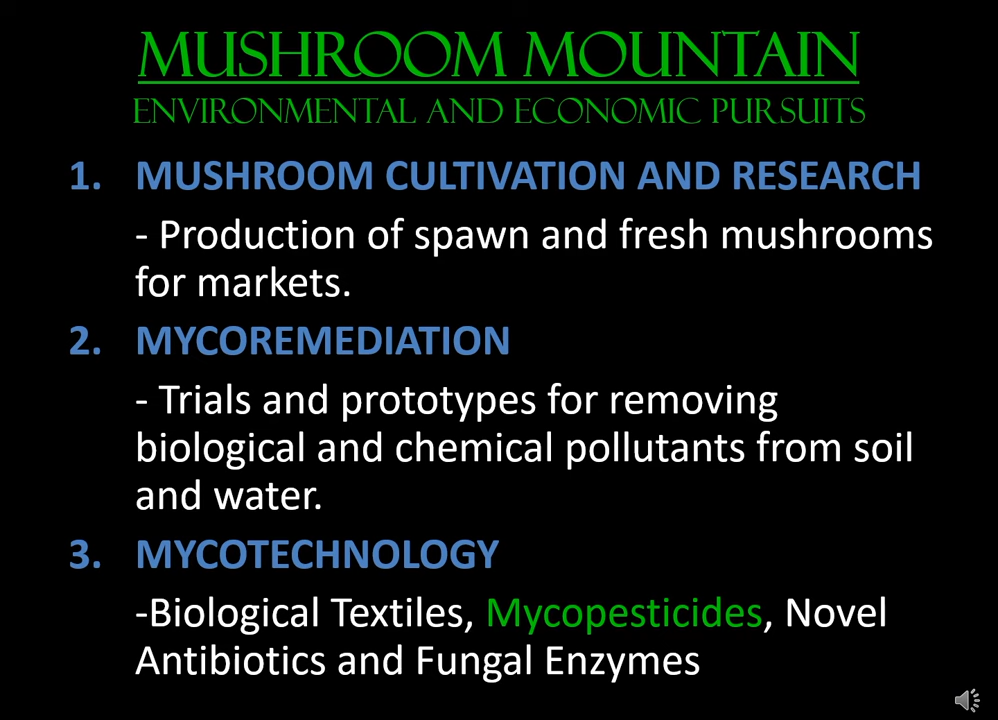 MUSHROOM MOUNTAIN
ENVIRONMENTAL AND ECONOMIC PURSUITS
1. MUSHROOM CULTIVATION AND RESEARCH
- Production of spawn and fresh mushrooms
for markets.
2. MYCOREMEDIATION
- Trials and prototypes for removing
biological and chemical pollutants from soil
and water.
3. MYCOTECHNOLOGY
-Biological Textiles, Mycopesticides, Novel
Antibiotics and Fungal Enzymes